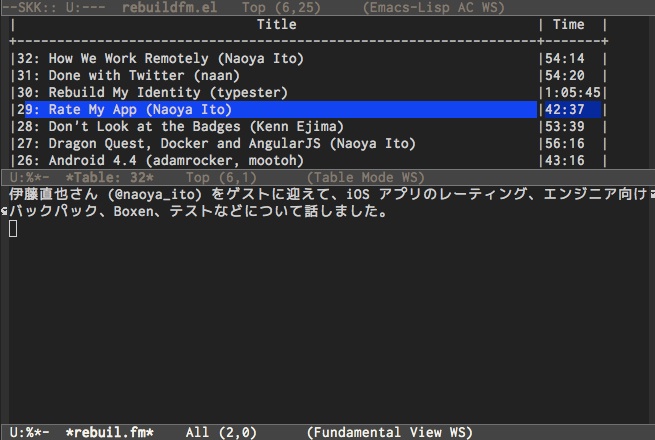 --SKK:: U:---  rebuildfm.el   Top (6,25)     (Emacs-Lisp AC WS)
|                              Title                               | Time  |
+------------------------------------------------------------------+-------+
|32: How We Work Remotely (Naoya Ito)                              |54:14  |
|31: Done with Twitter (naan)                                      |54:20  |
|30: Rebuild My Identity (typester)                                |1:05:45|
|29: Rate My App (Naoya Ito)                                       |42:37  |
|28: Don't Look at the Badges (Kenn Ejima)                         |53:39  |
|27: Dragon Quest, Docker and AngularJS (Naoya Ito)                |56:16  |
|26: Android 4.4 (adamrocker, mootoh)                              |43:16  |
U:%*-  *Table: 32*    Top (6,1)      (Table Mode WS)
伊藤直也さん (@naoya_ito) をゲストに迎えて、iOS アプリのレーティング、エンジニア向け
バックパック、Boxen、テストなどについて話しました。
U:%*-  *rebuil.fm*    All (2,0)      (Fundamental View WS)